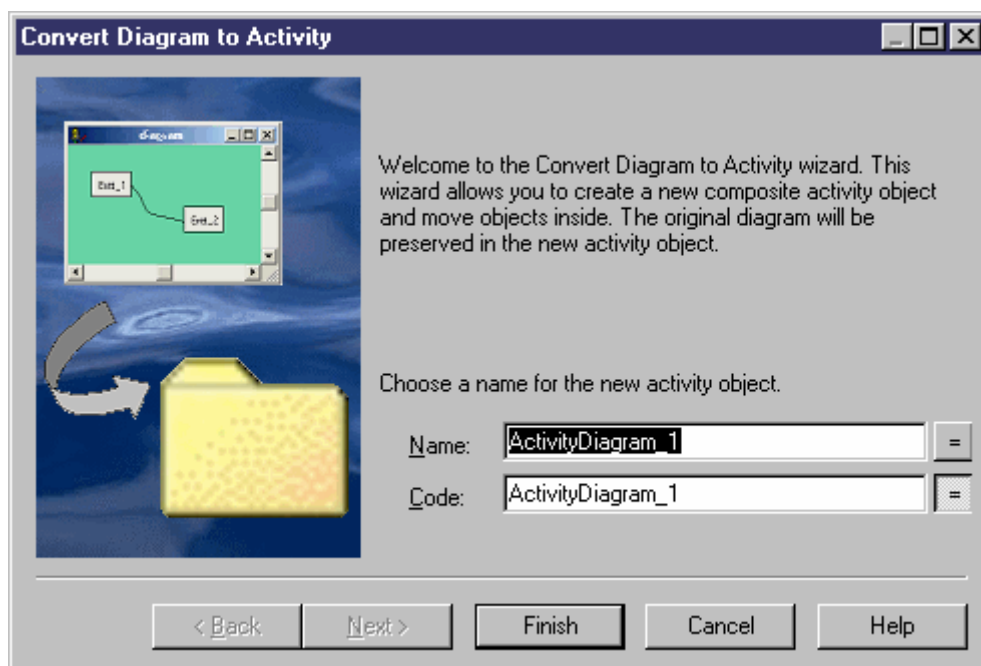 Convert Diagram to Activity
diagram
Welcome to the Convert Diagram to Activity wizard. This
wizard allows you to create a new composite activity object
and move objects inside. The original diagram will be
preserved in the new activity object.
Choose a name for the new activity object.
Name: ActivityDiagram_1 =
Code: ActivityDiagram_1 =
< Back Next > Finish Cancel Help